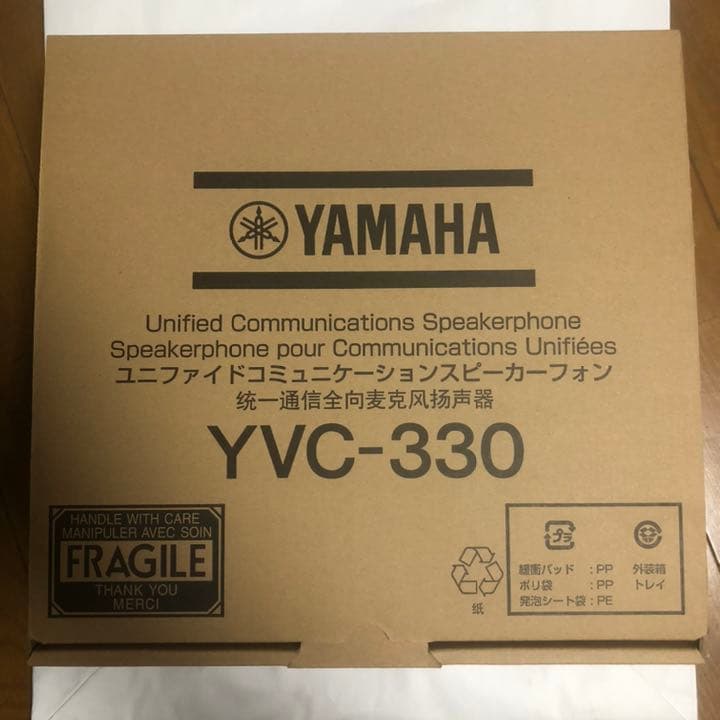 YAMAHA
Unified Communications Speakerphone
Speakerphone pour Communications Unifiées
ユニファイドコミュニケーションスピーカーフォン
统一通信全向麦克风扬声器
YVC-330
HANDLE WITH CARE
MANIPULER AVEC SOIN
FRAGILE
THANK YOU
MERCI
纸
プラ
緩衝パッド : PP
ポリ袋 : PP
発泡シート袋 : PE
外装箱
トレイ